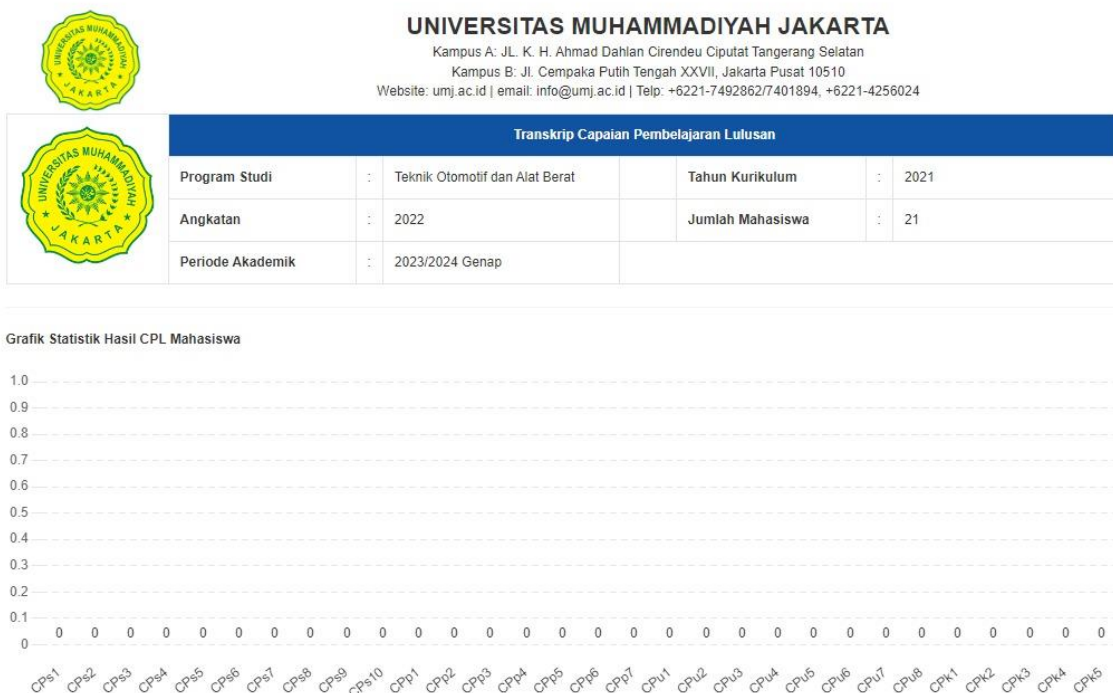 UNIVERSITAS MUHAMMADIYAH JAKARTA
Kampus A: JL. K. H. Ahmad Dahlan Cirendeu Ciputat Tangerang Selatan
Kampus B: Jl. Cempaka Putih Tengah XXVII, Jakarta Pusat 10510
Website: umj.ac.id | email: info@umj.ac.id | Telp: +6221-7492862/7401894, +6221-4256024
UNIVERSITAS MUHAMMADIYAH
JAKARTA
UNIVERSITAS MUHAMMADIYAH
JAKARTA
Transkrip Capaian Pembelajaran Lulusan
Program Studi : Teknik Otomotif dan Alat Berat Tahun Kurikulum : 2021
Angkatan : 2022 Jumlah Mahasiswa : 21
Periode Akademik : 2023/2024 Genap
Grafik Statistik Hasil CPL Mahasiswa
1.0
0.9
0.8
0.7
0.6
0.5
0.4
0.3
0.2
0.1
0 0 0 0 0 0 0 0 0 0 0 0 0 0 0 0 0 0 0 0 0 0 0 0 0 0 0 0 0 0
0
CPs1 CPs2 CPs3 CPs4 CPs5 CPs6 CPs7 CPs8 CPs9 CPs10 CPp1 CPp2 CPp3 CPp4 CPp5 CPp6 CPp7 CPu1 CPu2 CPu3 CPu4 CPu5 CPu6 CPu7 CPu8 CPk1 CPk2 CPk3 CPk4 CPk5